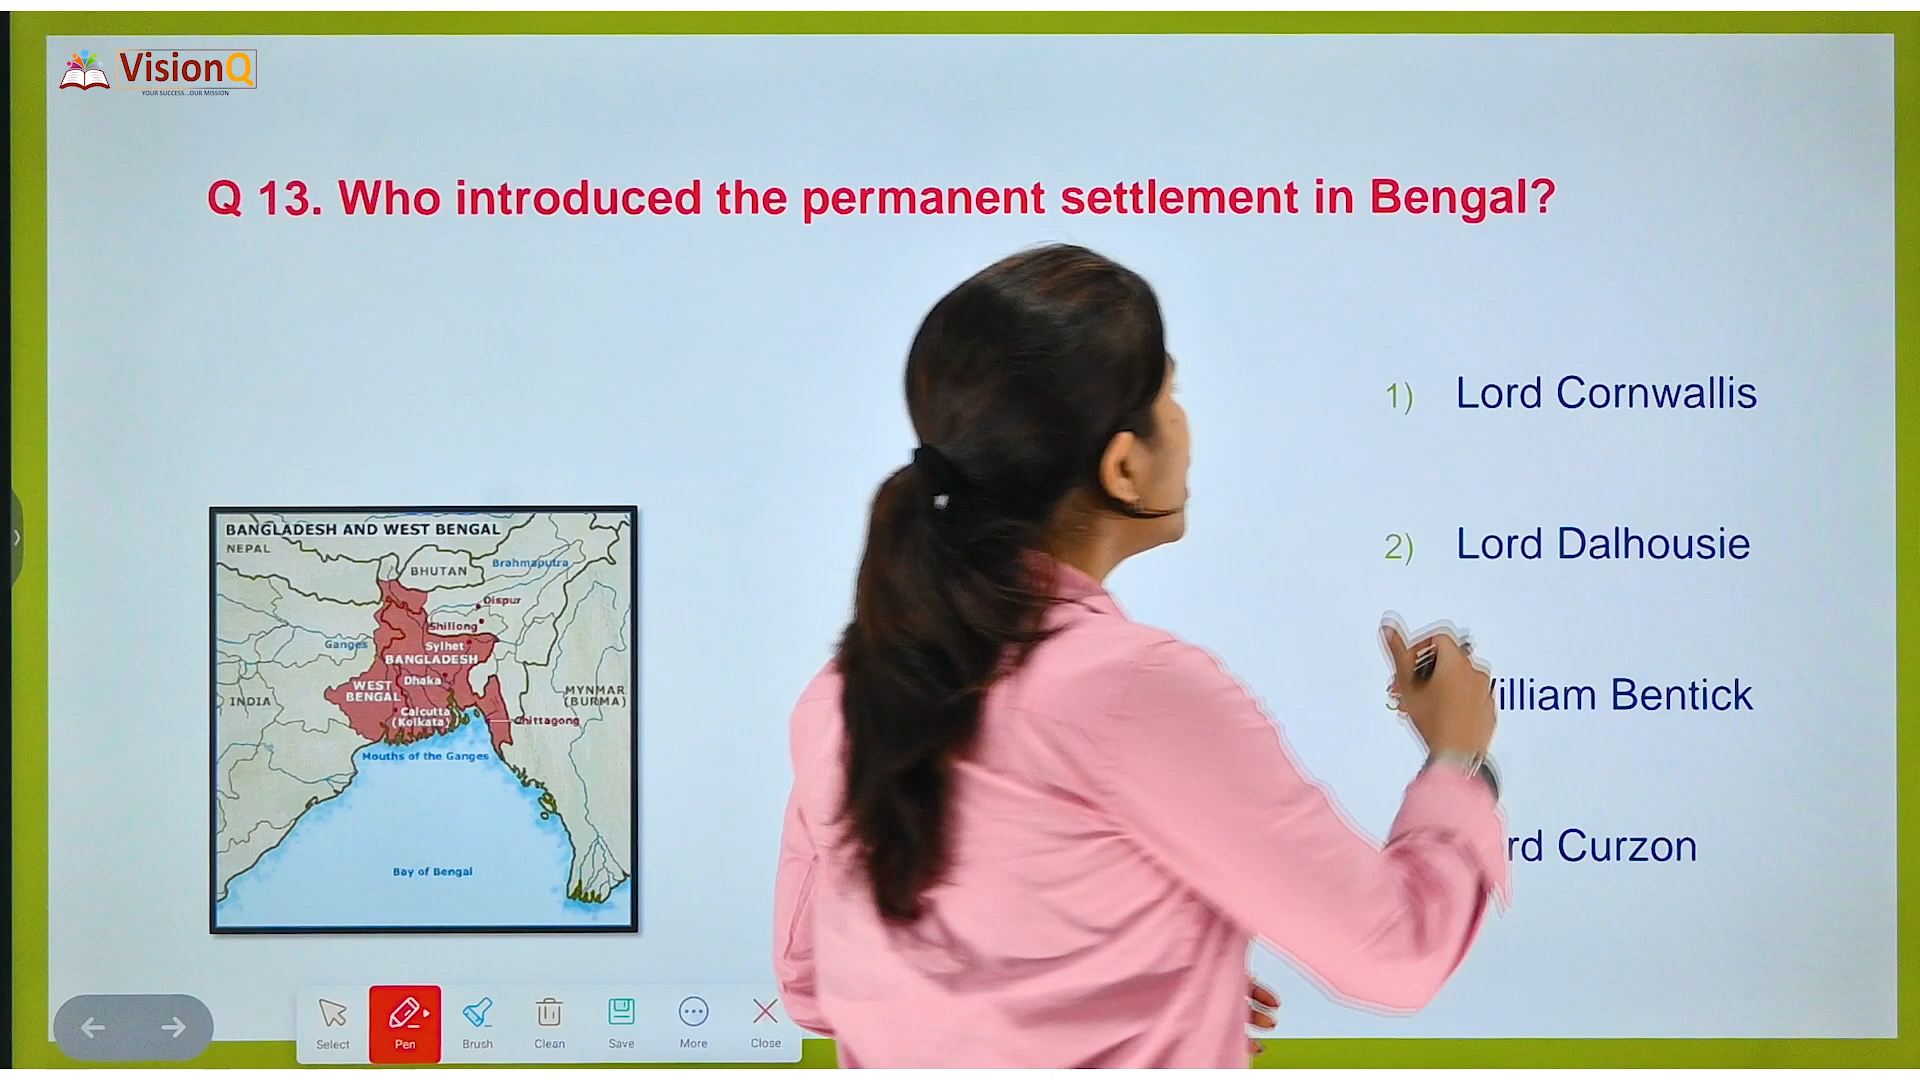 VisionQ
YOUR SUCCESS...OUR MISSION
Q 13. Who introduced the permanent settlement in Bengal?
1) Lord Cornwallis
2) Lord Dalhousie
illiam Bentick
rd Curzon
BANGLADESH AND WEST BENGAL
NEPAL
BHUTAN
Brahmaputra
Dispur
Shillong
Ganges
Sylhet
BANGLADESH
Dhaka
WEST
BENGAL
INDIA
MYNMAR
(BURMA)
Calcutta
(Kolkata)
Chittagong
Mouths of the Ganges
Bay of Bengal
Select
Pen
Brush
Clean
Save
More
Close